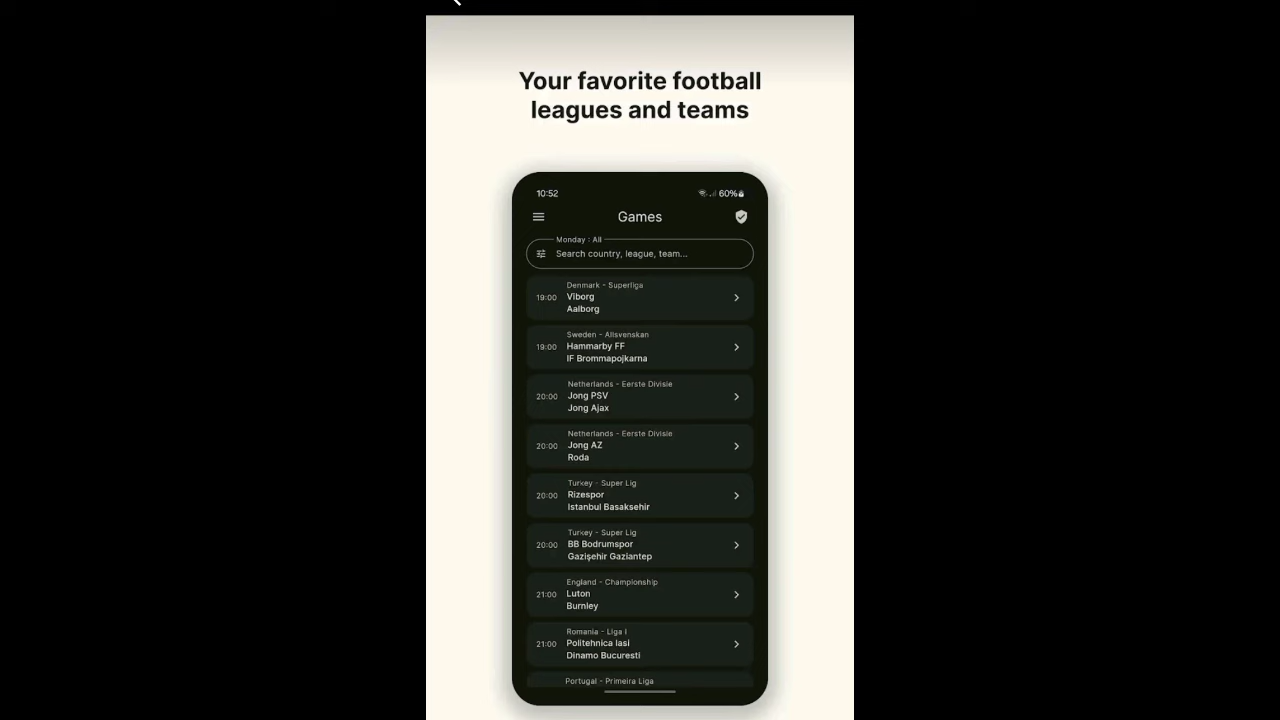 Your favorite football
leagues and teams
10:52
60%
Games
Monday : All
Search country, league, team...
Denmark - Superliga
19:00
Viborg
Aalborg
Sweden - Allsvenskan
19:00
Hammarby FF
IF Brommapojkarna
Netherlands - Eerste Divisie
20:00
Jong PSV
Jong Ajax
Netherlands - Eerste Divisie
20:00
Jong AZ
Roda
Turkey - Super Lig
20:00
Rizespor
Istanbul Basaksehir
Turkey - Super Lig
20:00
BB Bodrumspor
Gazişehir Gaziantep
England - Championship
21:00
Luton
Burnley
Romania - Liga I
21:00
Politehnica Iasi
Dinamo Bucuresti
Portugal - Primeira Liga